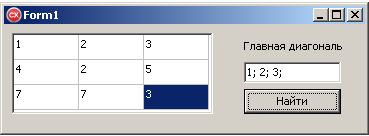 Form1
1 2 3
4 2 5
7 7 3
Главная диагональ
1; 2; 3;
Найти